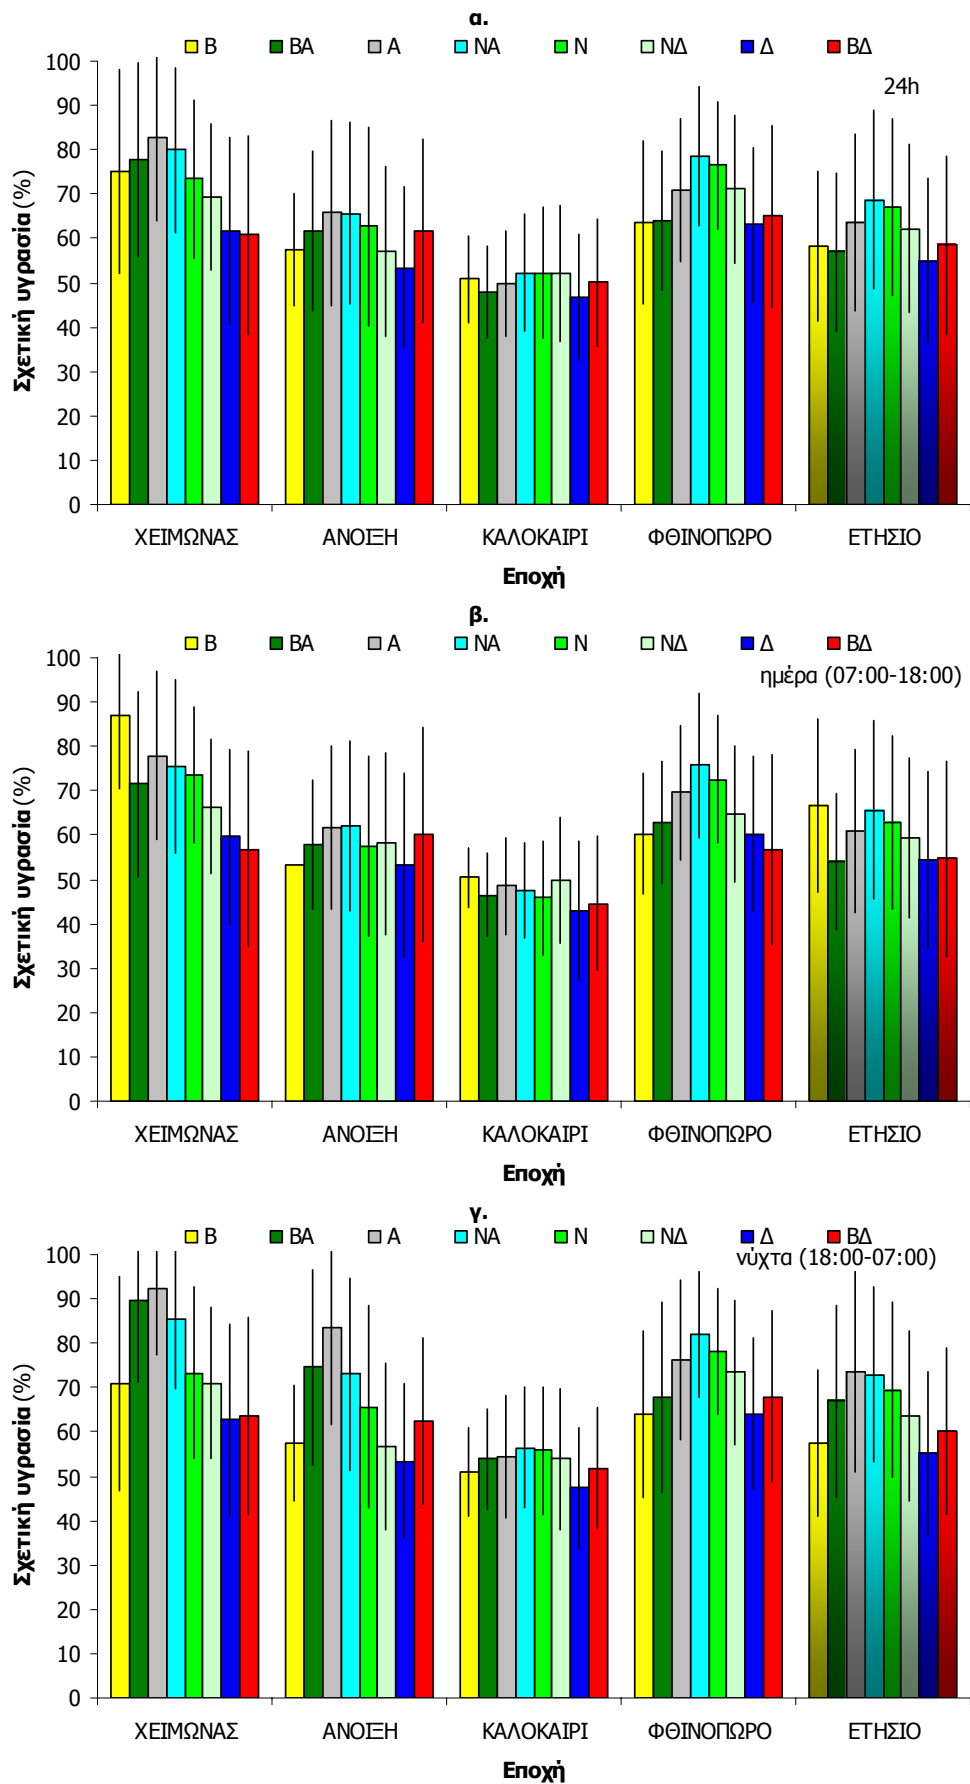 α.
Β ΒΑ Α ΝΑ Ν ΝΔ Δ ΒΔ
24h
Σχετική υγρασία (%)
100
90
80
70
60
50
40
30
20
10
0
ΧΕΙΜΩΝΑΣ ΑΝΟΙΞΗ ΚΑΛΟΚΑΙΡΙ ΦΘΙΝΟΠΩΡΟ ΕΤΗΣΙΟ
Εποχή
β.
Β ΒΑ Α ΝΑ Ν ΝΔ Δ ΒΔ
ημέρα (07:00-18:00)
Σχετική υγρασία (%)
100
90
80
70
60
50
40
30
20
10
0
ΧΕΙΜΩΝΑΣ ΑΝΟΙΞΗ ΚΑΛΟΚΑΙΡΙ ΦΘΙΝΟΠΩΡΟ ΕΤΗΣΙΟ
Εποχή
γ.
Β ΒΑ Α ΝΑ Ν ΝΔ Δ ΒΔ
νύχτα (18:00-07:00)
Σχετική υγρασία (%)
100
90
80
70
60
50
40
30
20
10
0
ΧΕΙΜΩΝΑΣ ΑΝΟΙΞΗ ΚΑΛΟΚΑΙΡΙ ΦΘΙΝΟΠΩΡΟ ΕΤΗΣΙΟ
Εποχή